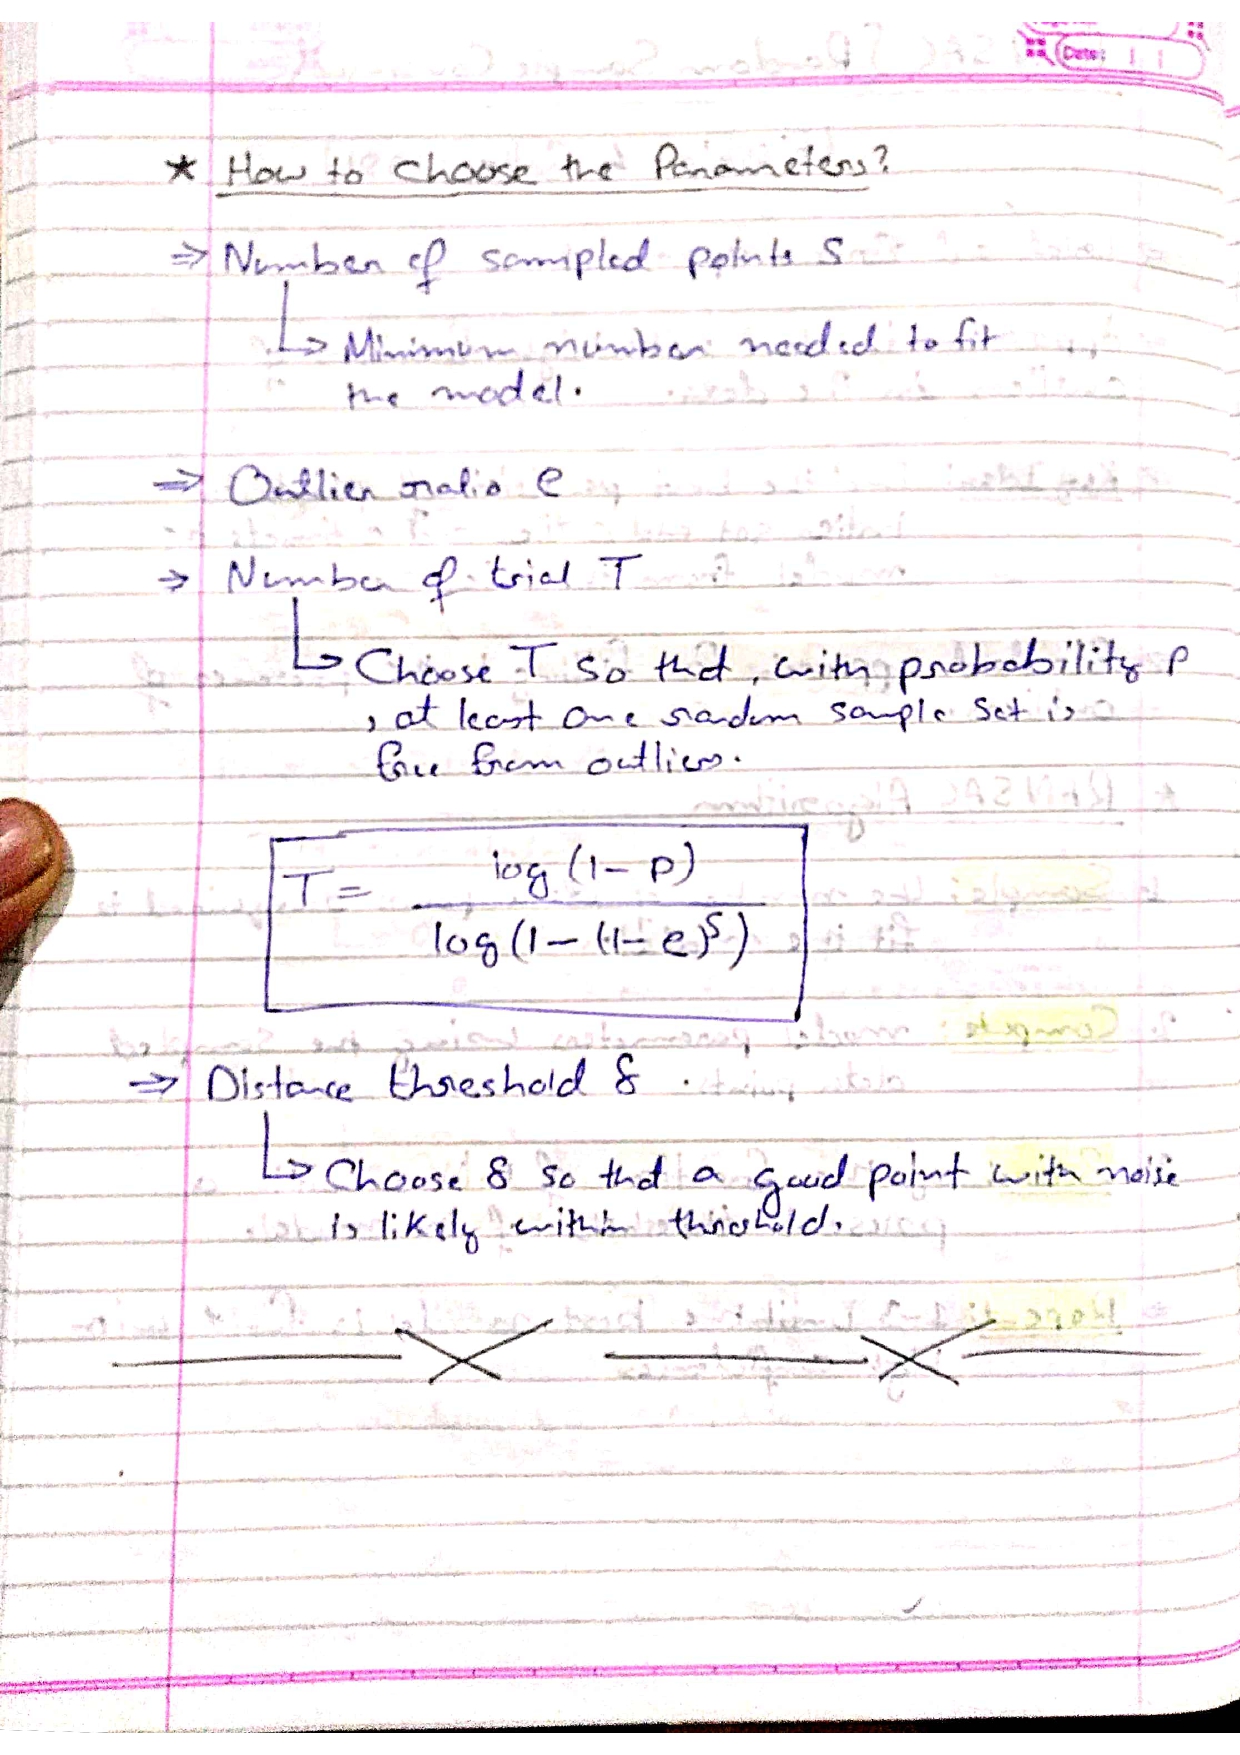 Date:
★ How to choose the Parameters?
⇒ Number of sampled points S
↳ Minimum number needed to fit
the model.
⇒ Outlier ratio e
→ Number of trial T
↳ Choose T so that, with probability P
, at least one random sample set is
free from outliers.
T = log (1 - P) / log (1 - (1 - e)^S)
⇒ Distance threshold δ .
↳ Choose δ so that a good point with noise
is likely within threshold.